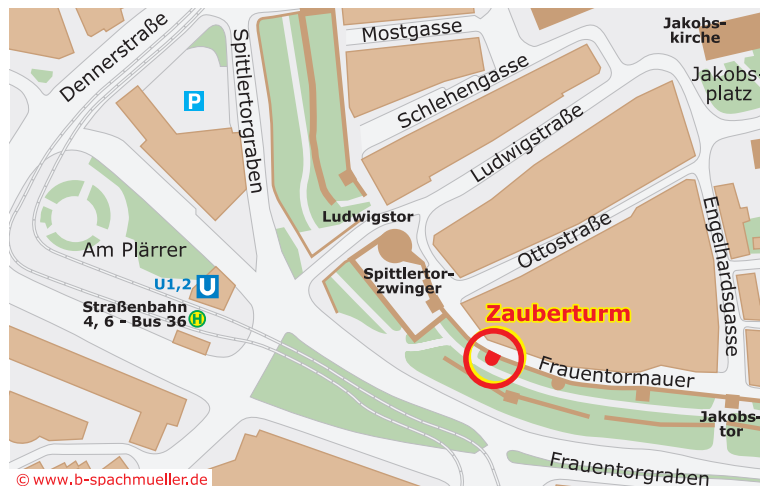 Dennerstraße
Spittlertorgraben
Mostgasse
Jakobs-
kirche
Jakobs-
platz
P
Schlehengasse
Ludwigstraße
Ludwigstor
Ottostraße
Engelhardsgasse
Am Plärrer
Spittlertor-
zwinger
U1,2 U
Straßenbahn
4, 6 - Bus 36 H
Zauberturm
Frauentormauer
Jakobs-
tor
Frauentorgraben
© www.b-spachmueller.de